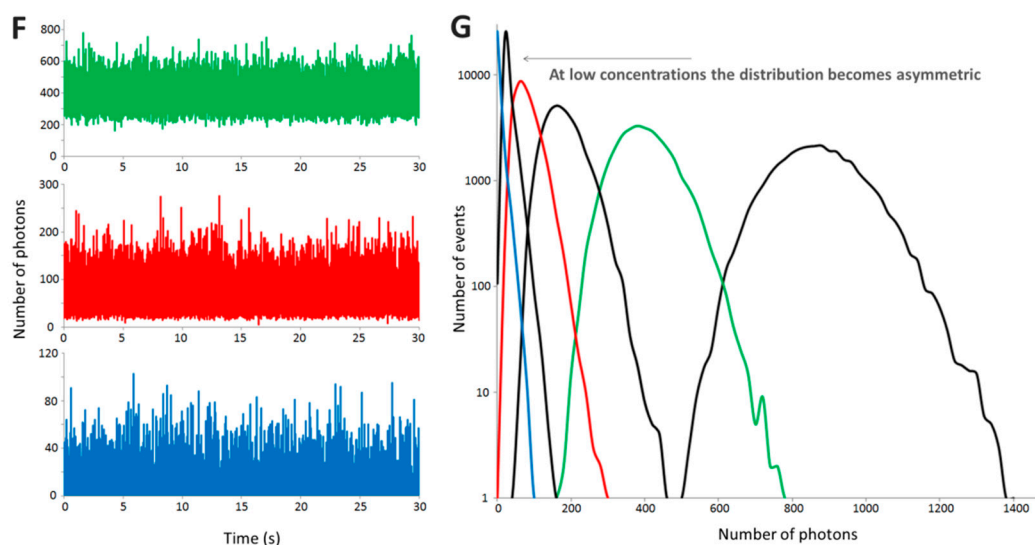 F
800
600
400
200
0
0 5 10 15 20 25 30
300
200
100
0
0 5 10 15 20 25 30
120
80
40
0
0 5 10 15 20 25 30
Number of photons
Time (s)
G
At low concentrations the distribution becomes asymmetric
10000
1000
100
10
1
0 200 400 600 800 1000 1200 1400
Number of events
Number of photons